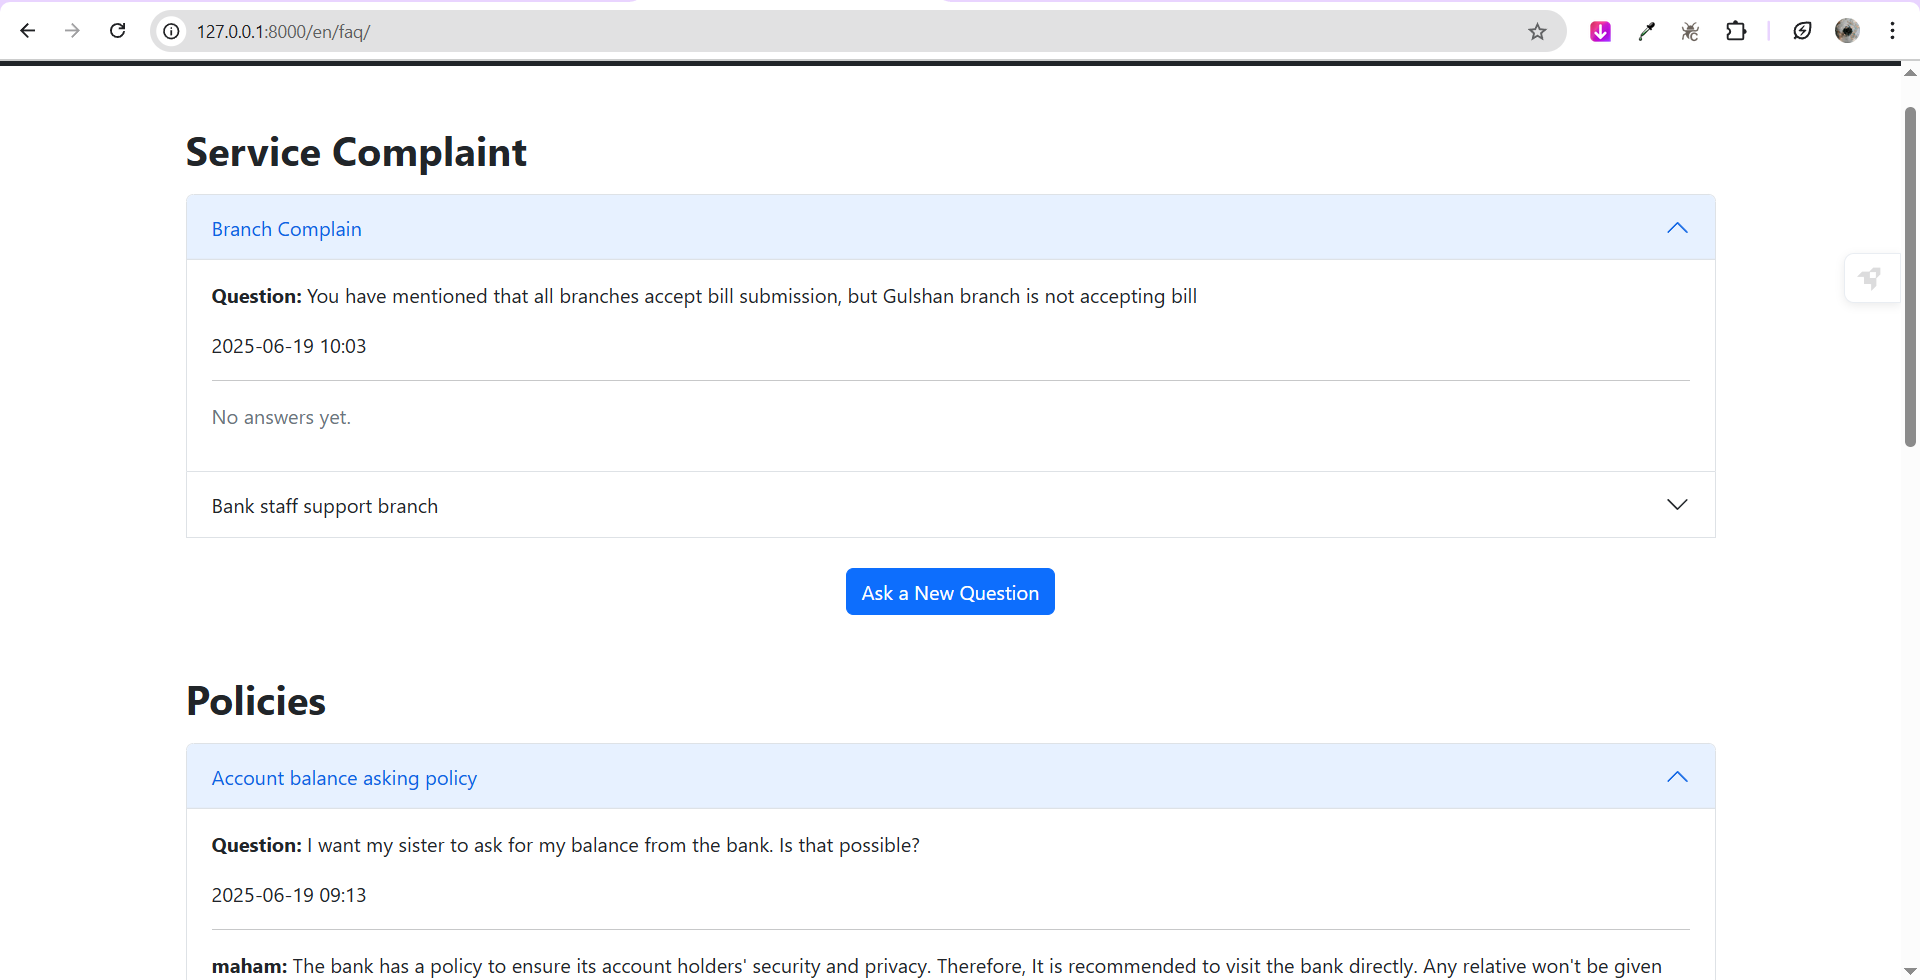 127.0.0.1:8000/en/faq/
Service Complaint
Branch Complain
Question: You have mentioned that all branches accept bill submission, but Gulshan branch is not accepting bill
2025-06-19 10:03
No answers yet.
Bank staff support branch
Ask a New Question
Policies
Account balance asking policy
Question: I want my sister to ask for my balance from the bank. Is that possible?
2025-06-19 09:13
maham: The bank has a policy to ensure its account holders' security and privacy. Therefore, It is recommended to visit the bank directly. Any relative won't be given